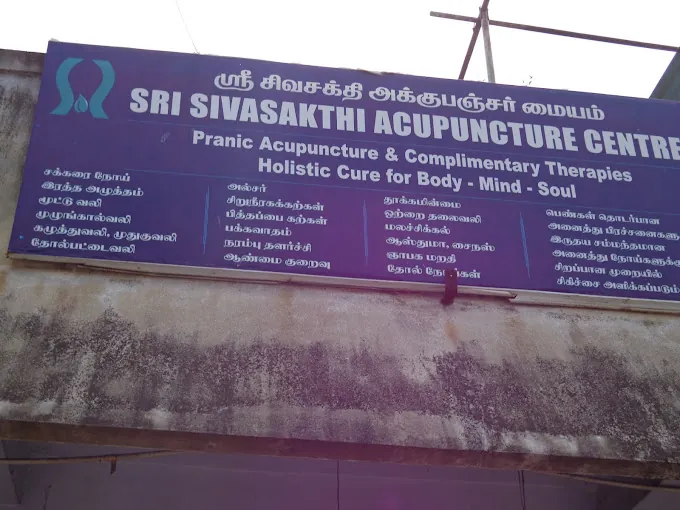 ஸ்ரீ சிவசக்தி அக்குபஞ்சர் மையம்
SRI SIVASAKTHI ACUPUNCTURE CENTRE
Pranic Acupuncture & Complimentary Therapies
Holistic Cure for Body - Mind - Soul
சக்கரை நோய்
இரத்த அழுத்தம்
மூட்டு வலி
முழங்கால்வலி
கழுத்துவலி, முதுகுவலி
தோல்பட்டைவலி
அல்சர்
சிறுநீரகக்கற்கள்
பித்தப்பை கற்கள்
பக்கவாதம்
நரம்பு தளர்ச்சி
ஆண்மை குறைவு
தூக்கமின்மை
ஒற்றை தலைவலி
மலச்சிக்கல்
ஆஸ்துமா, சைனஸ்
ஞாபக மறதி
தோல் நோய்கள்
பெண்கள் தொடர்பான
அனைத்து பிரச்சனைகளு
இருதய சம்மந்தமான
அனைத்து நோய்களுக்கு
சிறப்பான முறையில்
சிகிச்சை அளிக்கப்படும்